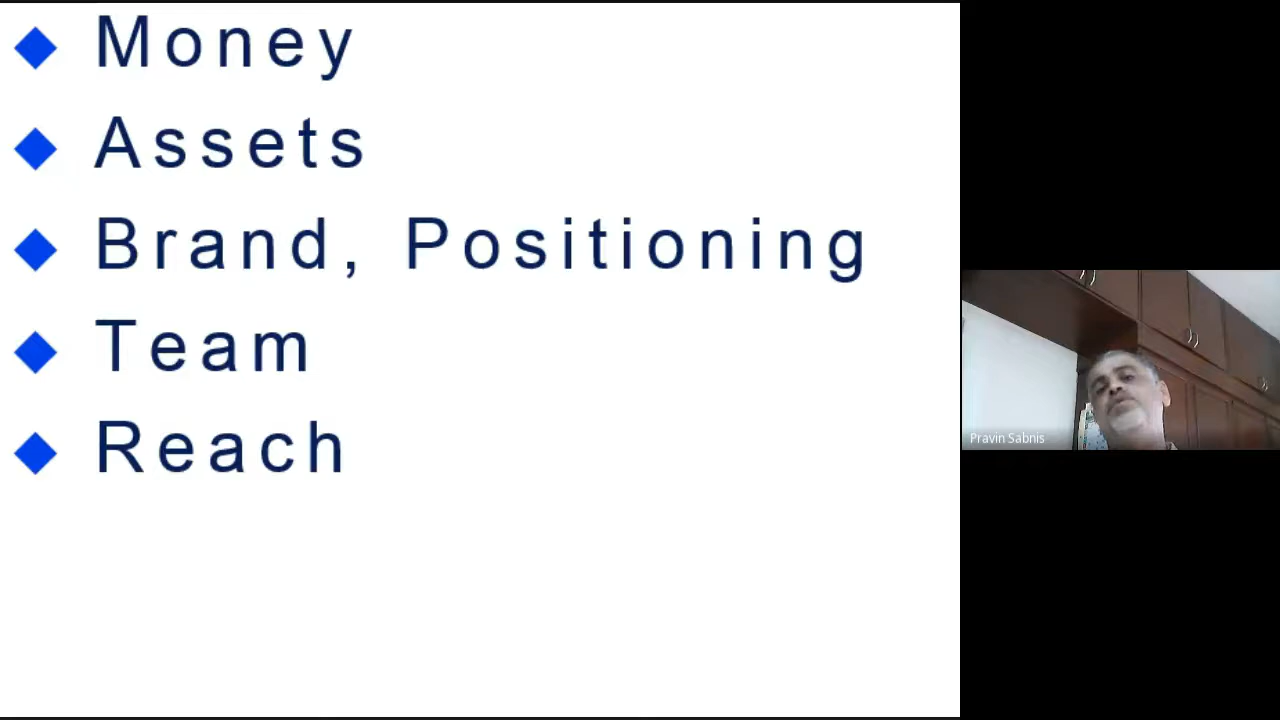 Money
Assets
Brand, Positioning
Team
Reach
Pravin Sabnis